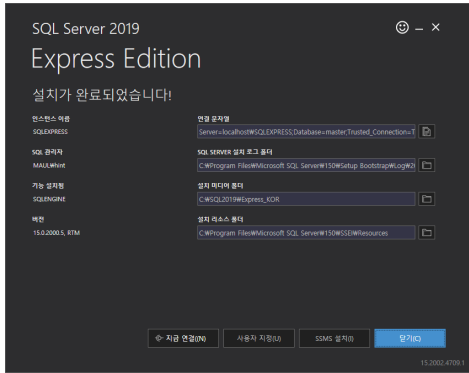 SQL Server 2019
Express Edition
설치가 완료되었습니다!
인스턴스 이름
SQLEXPRESS
연결 문자열
Server=localhost₩SQLEXPRESS;Database=master;Trusted_Connection=T
SQL 관리자
MAUL₩hint
SQL SERVER 설치 로그 폴더
C:₩Program Files₩Microsoft SQL Server₩150₩Setup Bootstrap₩Log₩2
기능 설치됨
SQLENGINE
설치 미디어 폴더
C:₩SQL2019₩Express_KOR
버전
15.0.2000.5, RTM
설치 리소스 폴더
C:₩Program Files₩Microsoft SQL Server₩150₩SSEI₩Resources
지금 연결(N)
사용자 지정(U)
SSMS 설치(I)
닫기(C)
15.2002.4709.1